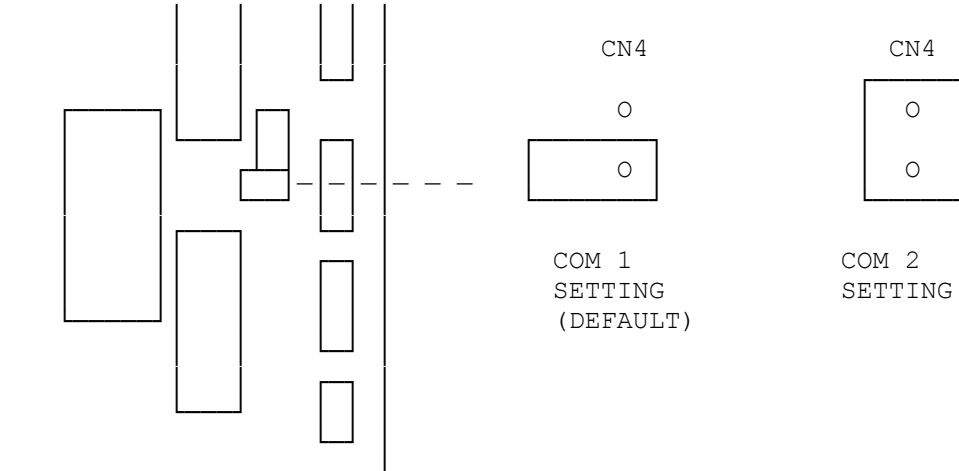 CN4 CN4
O O
O O
COM 1 COM 2
SETTING SETTING
(DEFAULT)